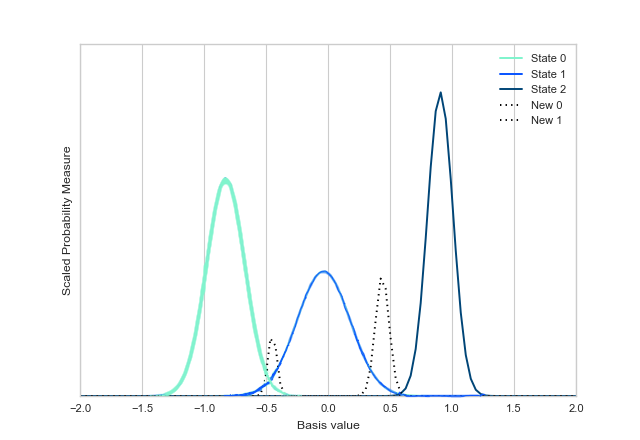 State 0
State 1
State 2
New 0
New 1
Scaled Probability Measure
−2.0 −1.5 −1.0 −0.5 0.0 0.5 1.0 1.5 2.0
Basis value